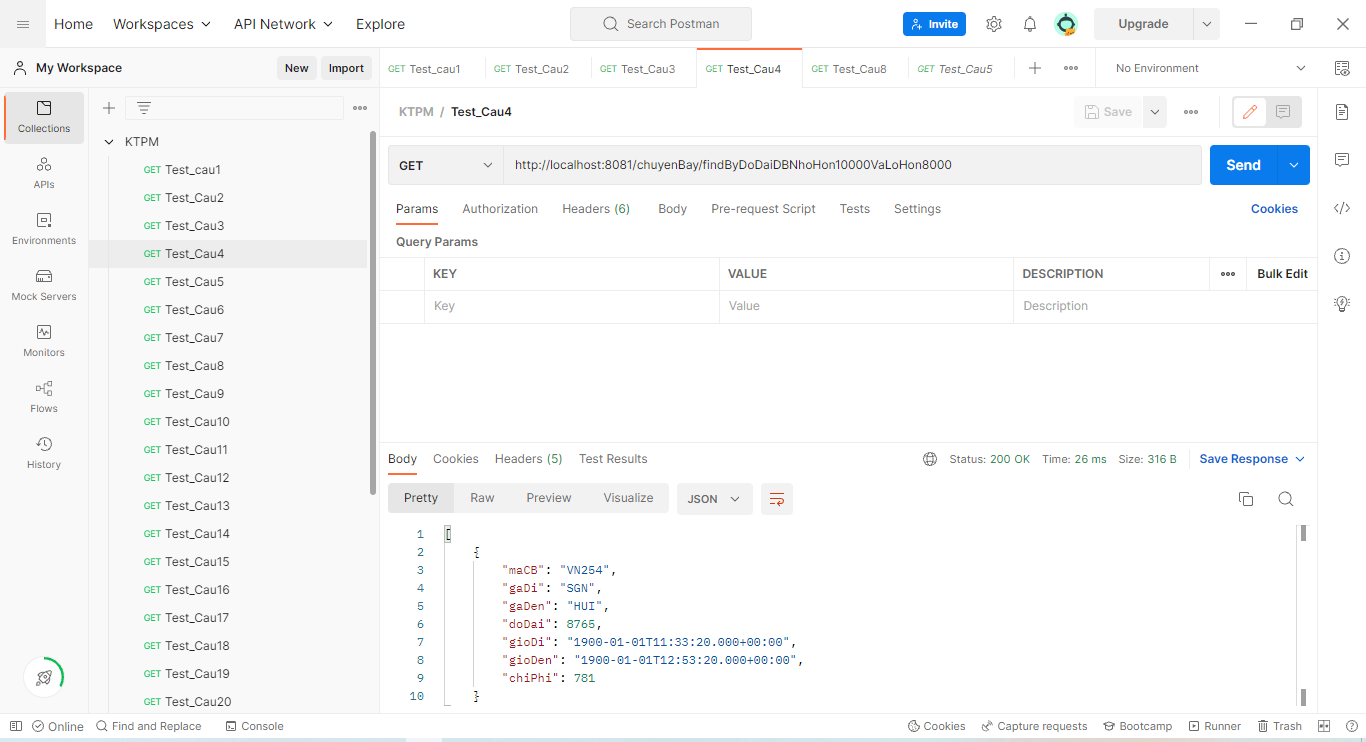 Home Workspaces API Network Explore Search Postman Invite Upgrade
My Workspace New Import GET Test_cau1 GET Test_Cau2 GET Test_Cau3 GET Test_Cau4 GET Test_Cau8 GET Test_Cau5 No Environment
Collections
APIs
Environments
Mock Servers
Monitors
Flows
History
KTPM
GET Test_cau1
GET Test_Cau2
GET Test_Cau3
GET Test_Cau4
GET Test_Cau5
GET Test_Cau6
GET Test_Cau7
GET Test_Cau8
GET Test_Cau9
GET Test_Cau10
GET Test_Cau11
GET Test_Cau12
GET Test_Cau13
GET Test_Cau14
GET Test_Cau15
GET Test_Cau16
GET Test_Cau17
GET Test_Cau18
GET Test_Cau19
GET Test_Cau20
KTPM / Test_Cau4 Save
GET http://localhost:8081/chuyenBay/findByDoDaiDBNhoHon10000VaLoHon8000 Send
Params Authorization Headers (6) Body Pre-request Script Tests Settings Cookies
Query Params
KEY VALUE DESCRIPTION Bulk Edit
Key Value Description
Body Cookies Headers (5) Test Results Status: 200 OK Time: 26 ms Size: 316 B Save Response
Pretty Raw Preview Visualize JSON
1 [
2 {
3 "maCB": "VN254",
4 "gaDi": "SGN",
5 "gaDen": "HUI",
6 "doDai": 8765,
7 "gioDi": "1900-01-01T11:33:20.000+00:00",
8 "gioDen": "1900-01-01T12:53:20.000+00:00",
9 "chiPhi": 781
10 }
Online Find and Replace Console Cookies Capture requests Bootcamp Runner Trash